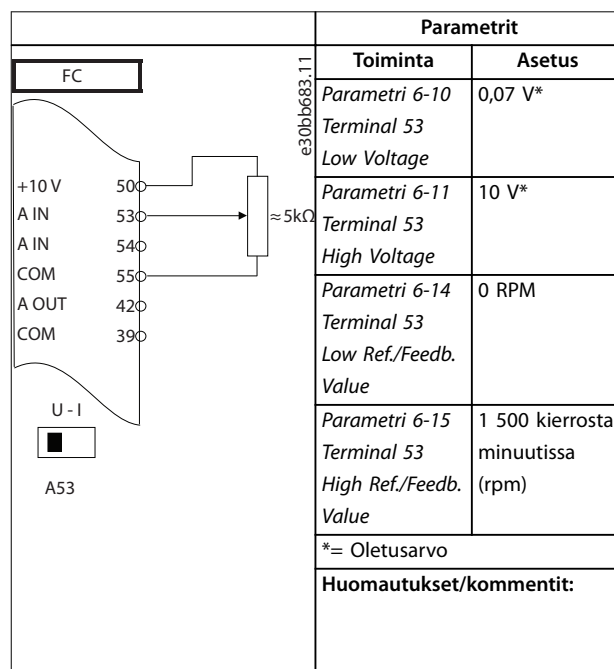 Parametrit
FC
e30bb683.11
Toiminta
Asetus
+10 V
50
A IN
53
A IN
54
COM
55
A OUT
42
COM
39
≈5kΩ
U - I
A53
Parametri 6-10
Terminal 53
Low Voltage
0,07 V*
Parametri 6-11
Terminal 53
High Voltage
10 V*
Parametri 6-14
Terminal 53
Low Ref./Feedb.
Value
0 RPM
Parametri 6-15
Terminal 53
High Ref./Feedb.
Value
1 500 kierrosta
minuutissa
(rpm)
*= Oletusarvo
Huomautukset/kommentit: